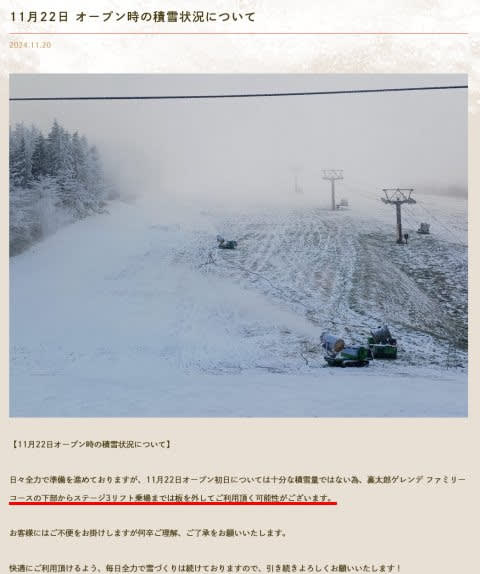 11月22日 オープン時の積雪状況について
2024.11.20
【11月22日オープン時の積雪状況について】
日々全力で準備を進めておりますが、11月22日オープン初日については十分な積雪量ではない為、裏太郎ゲレンデ ファミリー
コースの下部からステージ3リフト乗場までは板を外してご利用頂く可能性がございます。
お客様にはご不便をお掛けしますが何卒ご理解、ご了承をお願いいたします。
快適にご利用頂けるよう、毎日全力で雪づくりは続けておりますので、引き続きよろしくお願いいたします！